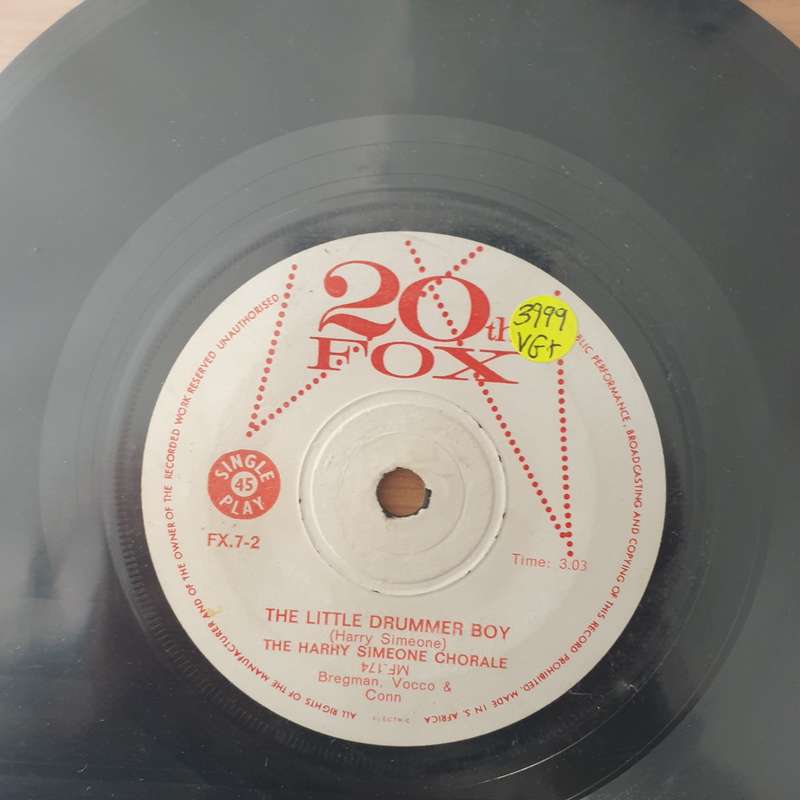 20th
FOX
3999
VG+
SINGLE
45
PLAY
FX.7-2
Time: 3.03
THE LITTLE DRUMMER BOY
(Harry Simeone)
THE HARRY SIMEONE CHORALE
MF.174
Bregman, Vocco &
Conn
ALL RIGHTS OF THE MANUFACTURER AND OF THE OWNER OF THE RECORDED WORK RESERVED UNAUTHORISED
PUBLIC PERFORMANCE, BROADCASTING AND COPYING OF THIS RECORD PROHIBITED. MADE IN S. AFRICA